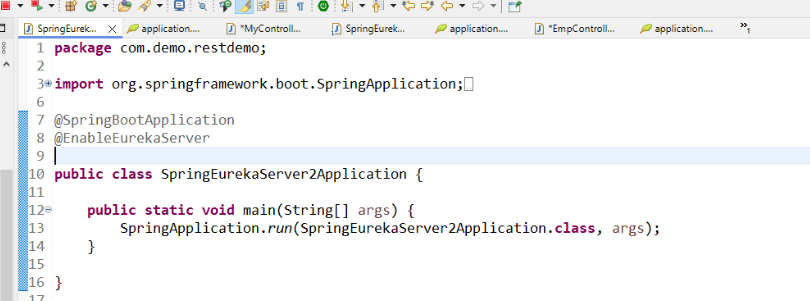 SpringEurek...
application....
*MyControll...
SpringEurek...
application....
*EmpControll...
application....
»1
1 package com.demo.restdemo;
2
3 import org.springframework.boot.SpringApplication;
6
7 @SpringBootApplication
8 @EnableEurekaServer
9
10 public class SpringEurekaServer2Application {
11
12 public static void main(String[] args) {
13 SpringApplication.run(SpringEurekaServer2Application.class, args);
14 }
15
16 }
17